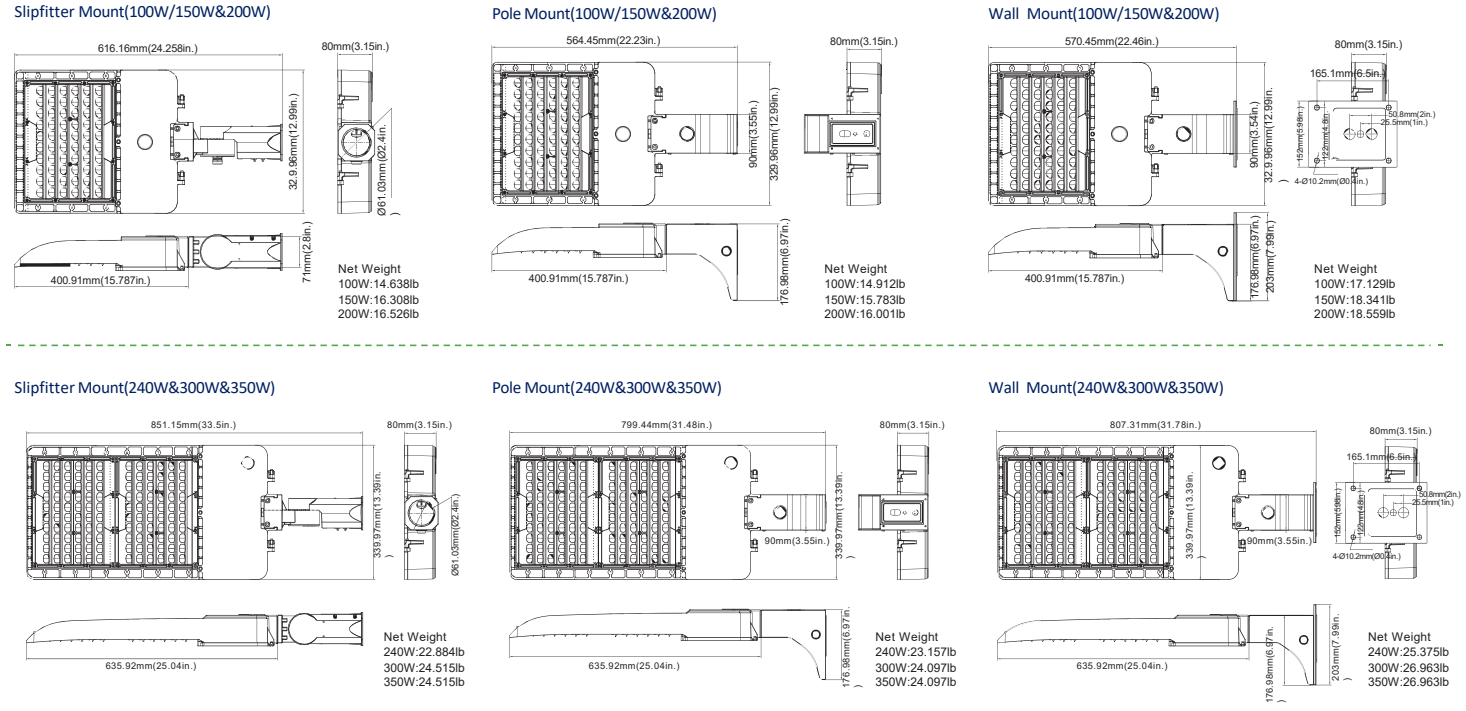 Slipfitter Mount(100W/150W&200W)
616.16mm(24.258in.)
80mm(3.15in.)
32.9.96mm(12.99in.)
Ø61.03mm(Ø2.4in.
)
400.91mm(15.787in.)
71mm(2.8in.)
Net Weight
100W:14.638lb
150W:16.308lb
200W:16.526lb
Pole Mount(100W/150W&200W)
564.45mm(22.23in.)
80mm(3.15in.)
90mm(3.55in.)
329.96mm(12.99in.)
400.91mm(15.787in.)
176.98mm(6.97in.)
Net Weight
100W:14.912lb
150W:15.783lb
200W:16.001lb
Wall Mount(100W/150W&200W)
570.45mm(22.46in.)
80mm(3.15in.)
165.1mm(6.5in.)
90mm(3.54in.)
32.9.96mm(12.99in.
)
152mm(5.98in.)
122mm(4.8in.)
50.8mm(2in.)
25.5mm(1in.)
4-Ø10.2mm(Ø0.4in.)
400.91mm(15.787in.)
176.98mm(6.97in.)
203mm(7.99in.)
Net Weight
100W:17.129lb
150W:18.341lb
200W:18.559lb
Slipfitter Mount(240W&300W&350W)
851.15mm(33.5in.)
80mm(3.15in.)
339.97mm(13.39in.
)
Ø61.03mm(Ø2.4in.)
635.92mm(25.04in.)
Net Weight
240W:22.884lb
300W:24.515lb
350W:24.515lb
Pole Mount(240W&300W&350W)
799.44mm(31.48in.)
80mm(3.15in.)
90mm(3.55in.)
339.97mm(13.39in.
)
635.92mm(25.04in.)
176.98mm(6.97in.
)
Net Weight
240W:23.157lb
300W:24.097lb
350W:24.097lb
Wall Mount(240W&300W&350W)
807.31mm(31.78in.)
80mm(3.15in.)
165.1mm(6.5in.)
339.97mm(13.39in.
)
90mm(3.55in.)
152mm(5.98in.)
122mm(4.8in.)
50.8mm(2in.)
25.5mm(1in.)
4-Ø10.2mm(Ø0.4in.)
635.92mm(25.04in.)
176.98mm(6.97in.
)
203mm(7.99in.
)
Net Weight
240W:25.375lb
300W:26.963lb
350W:26.963lb